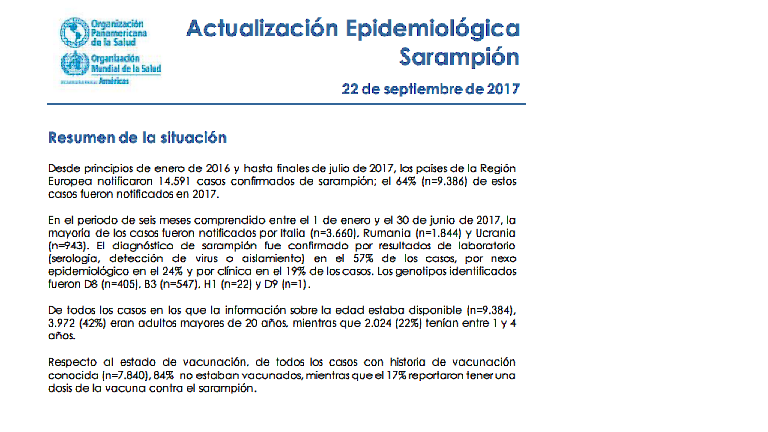 Organización
Panamericana
de la Salud
Organización
Mundial de la Salud
Américas
Actualización Epidemiológica
Sarampión
22 de septiembre de 2017
Resumen de la situación
Desde principios de enero de 2016 y hasta finales de julio de 2017, los países de la Región
Europea notificaron 14.591 casos confirmados de sarampión; el 64% (n=9.386) de estos
casos fueron notificados en 2017.
En el periodo de seis meses comprendido entre el 1 de enero y el 30 de junio de 2017, la
mayoría de los casos fueron notificados por Italia (n=3.660), Rumania (n=1.844) y Ucrania
(n=943). El diagnóstico de sarampión fue confirmado por resultados de laboratorio
(serología, detección de virus o aislamiento) en el 57% de los casos, por nexo
epidemiológico en el 24% y por clínica en el 19% de los casos. Los genotipos identificados
fueron D8 (n=405), B3 (n=547), H1 (n=22) y D9 (n=1).
De todos los casos en los que la información sobre la edad estaba disponible (n=9.384),
3.972 (42%) eran adultos mayores de 20 años, mientras que 2.024 (22%) tenían entre 1 y 4
años.
Respecto al estado de vacunación, de todos los casos con historia de vacunación
conocida (n=7.840), 84% no estaban vacunados, mientras que el 17% reportaron tener una
dosis de la vacuna contra el sarampión.